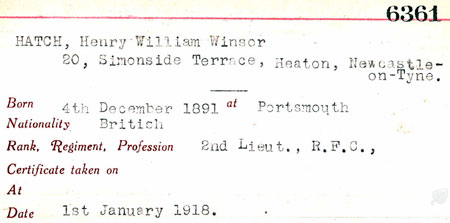 6361
HATCH, Henry William Winsor
20, Simonside Terrace, Heaton, Newcastle-
on-Tyne.
Born 4th December 1891 at Portsmouth
Nationality British
Rank, Regiment, Profession 2nd Lieut., R.F.C.,
Certificate taken on
At
Date 1st January 1918.